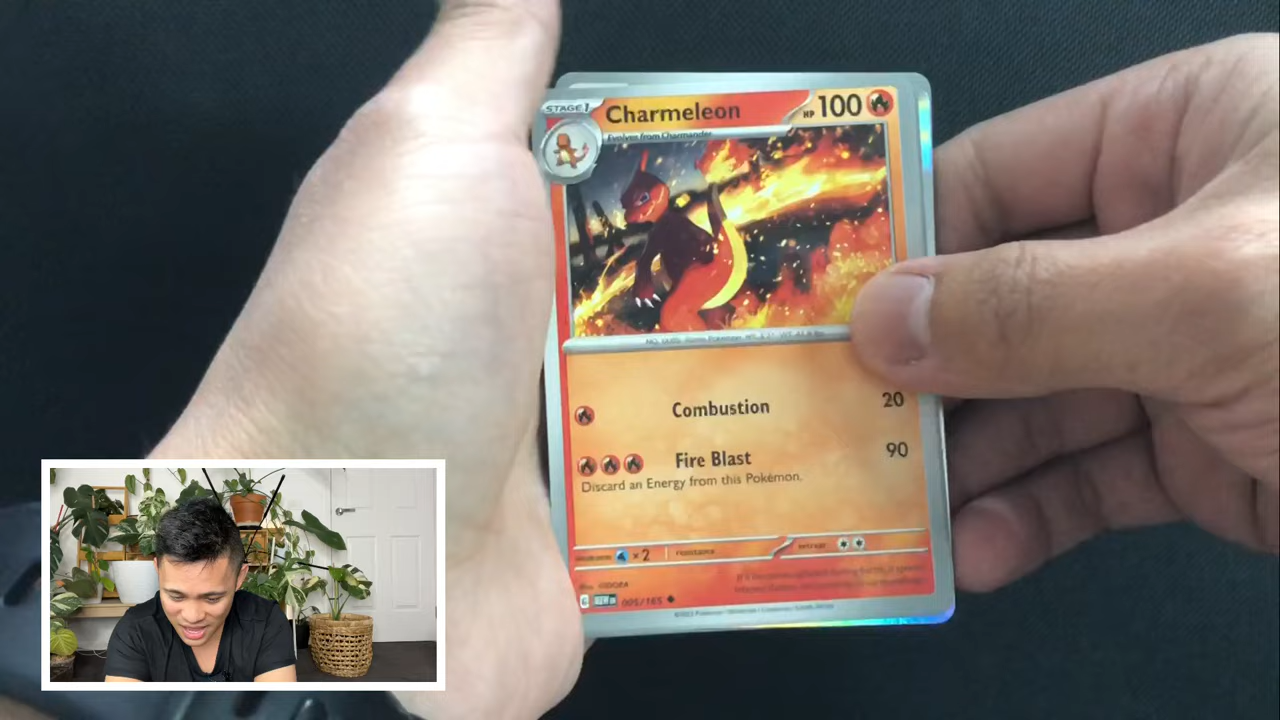 STAGE 1
Charmeleon
HP 100
Evolves from Charmander
Combustion
20
Fire Blast
90
Discard an Energy from this Pokémon.
×2
005/165